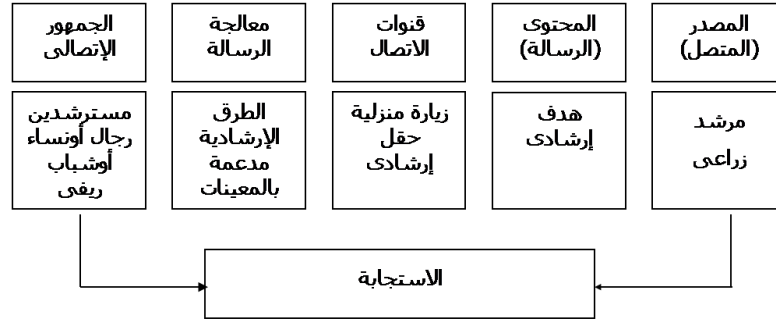 المصدر
(المتصل)
المحتوى
(الرسالة)
قنوات
الاتصال
معالجة
الرسالة
الجمهور
الإتصالى
مرشد
زراعى
هدف
إرشادى
زيارة منزلية
حقل
إرشادى
الطرق
الإرشادية
مدعمة
بالمعينات
مسترشدين
رجال أونساء
أوشباب
ريفى
الاستجابة